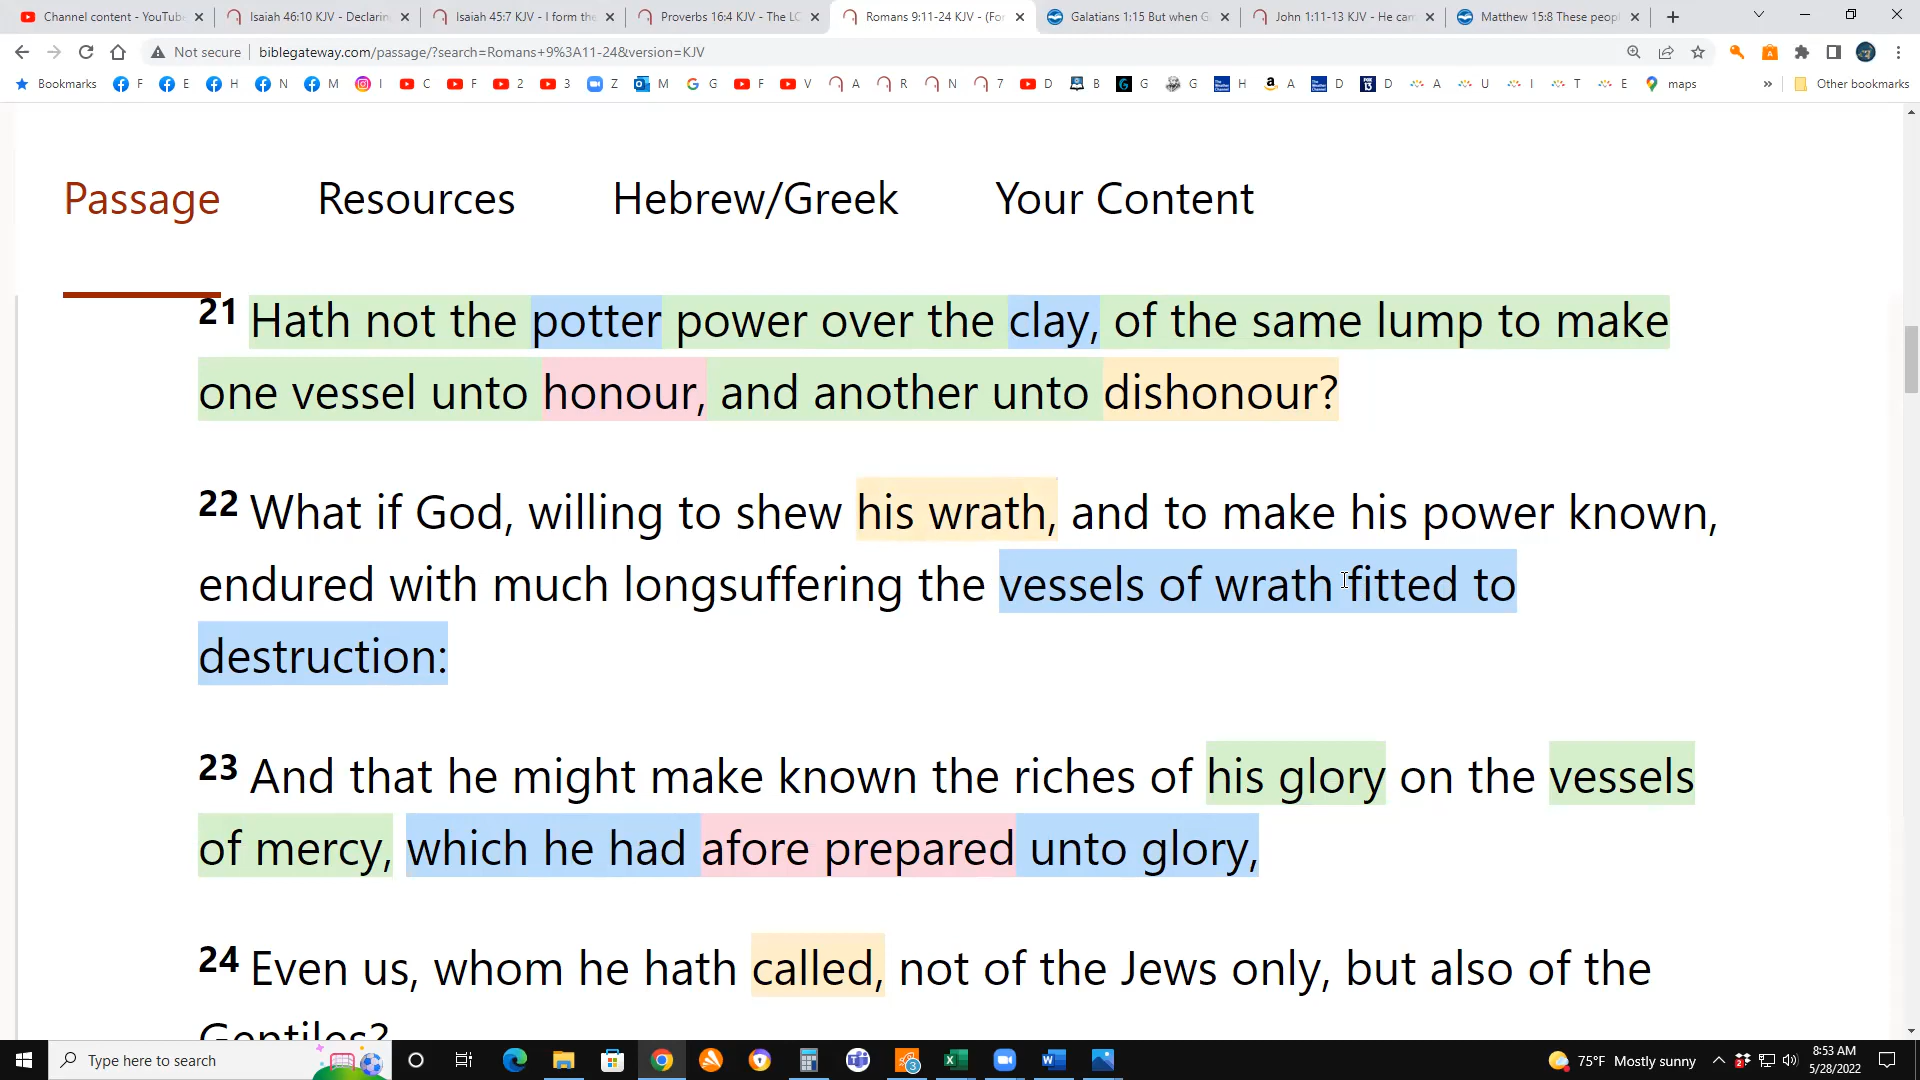 Channel content - YouTube
Isaiah 46:10 KJV - Declarin
Isaiah 45:7 KJV - I form the
Proverbs 16:4 KJV - The LO
Romans 9:11-24 KJV - (For
Galatians 1:15 But when G
John 1:11-13 KJV - He cam
Matthew 15:8 These peopl
Not secure biblegateway.com/passage/?search=Romans+9%3A11-24&version=KJV
Bookmarks F E H N M I C F 2 3 Z M G F V A R N 7 D B G G H A D D A U I T E maps » Other bookmarks
Passage Resources Hebrew/Greek Your Content
21 Hath not the potter power over the clay, of the same lump to make
one vessel unto honour, and another unto dishonour?
22 What if God, willing to shew his wrath, and to make his power known,
endured with much longsuffering the vessels of wrath fitted to
destruction:
23 And that he might make known the riches of his glory on the vessels
of mercy, which he had afore prepared unto glory,
24 Even us, whom he hath called, not of the Jews only, but also of the
Gentiles?
Type here to search
3
75°F Mostly sunny
8:53 AM
5/28/2022